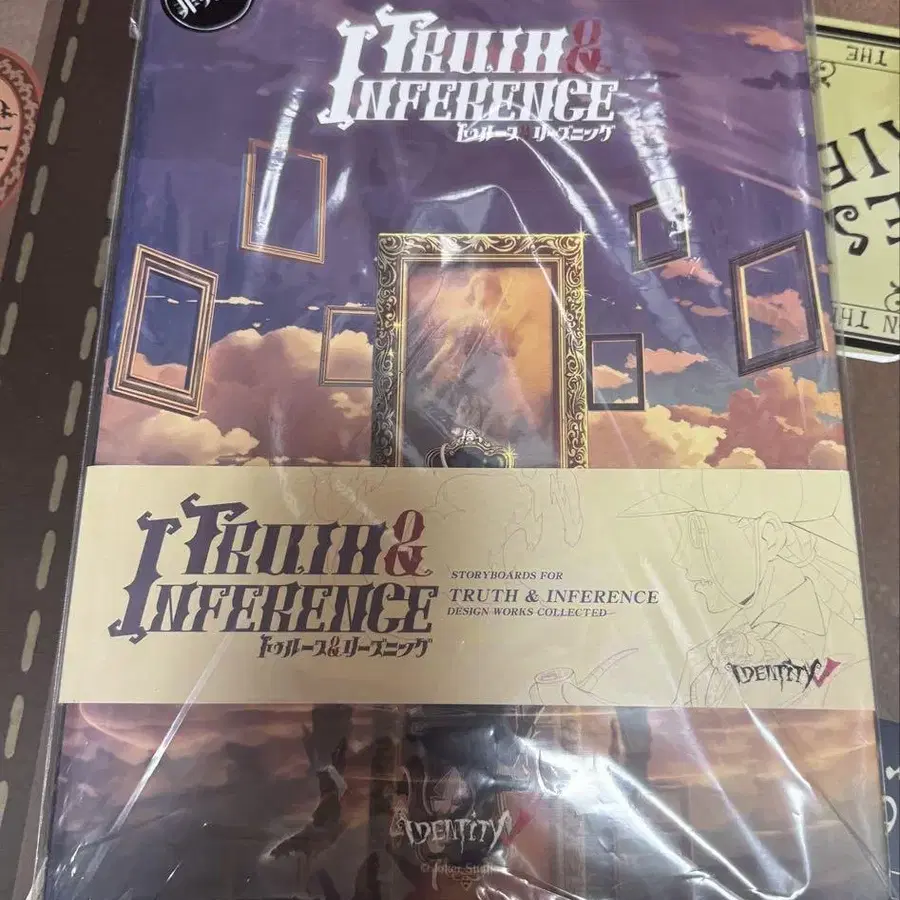 TRUTH &
INFERENCE
トゥルース&リーズニング
TRUTH &
INFERENCE
トゥルース&リーズニング
STORYBOARDS FOR
TRUTH & INFERENCE
DESIGN WORKS COLLECTED
IDENTITY V
IDENTITY V
THE